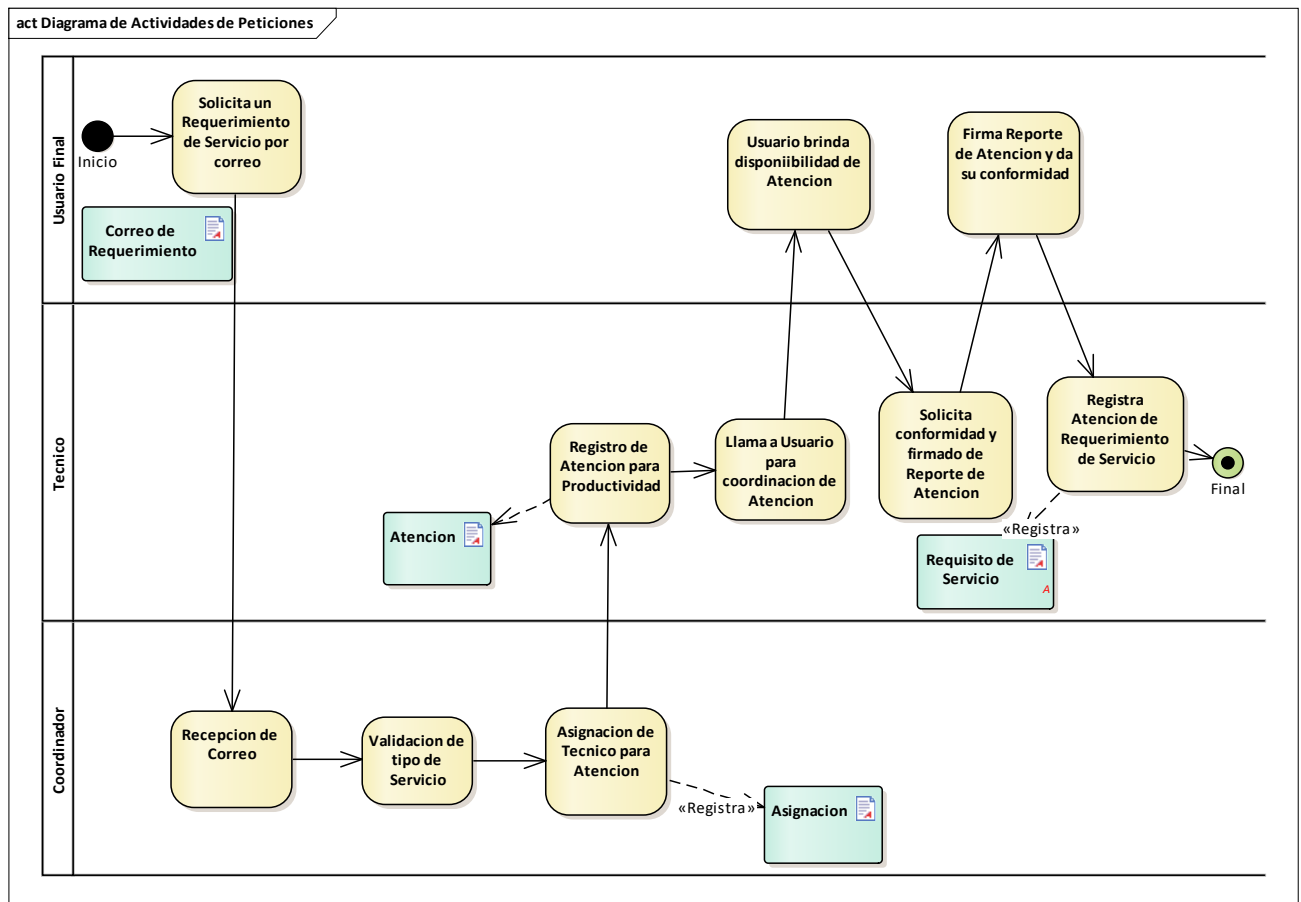 act Diagrama de Actividades de Peticiones
Usuario Final
Inicio
Solicita un
Requerimiento
de Servicio por
correo
Correo de
Requerimiento
Usuario brinda
disponiibilidad de
Atencion
Firma Reporte
de Atencion y da
su conformidad
Tecnico
Registro de
Atencion para
Productividad
Llama a Usuario
para
coordinacion de
Atencion
Solicita
conformidad y
firmado de
Reporte de
Atencion
Registra
Atencion de
Requerimiento
de Servicio
Final
Atencion
«Registra»
Requisito de
Servicio
A
Coordinador
Recepcion de
Correo
Validacion de
tipo de
Servicio
Asignacion de
Tecnico para
Atencion
«Registra»
Asignacion